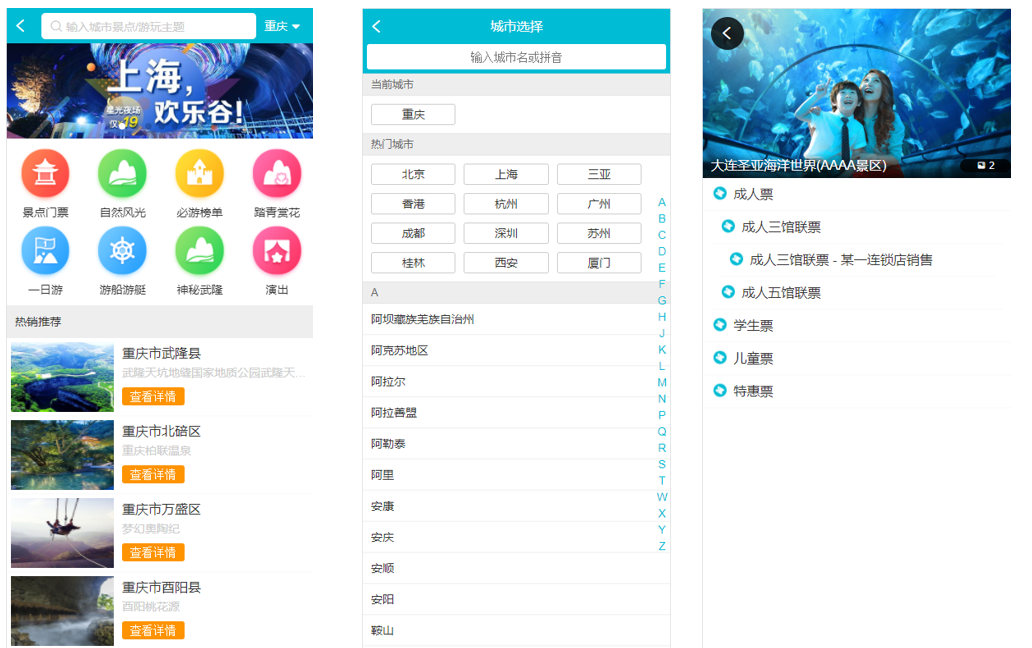 输入城市景点/游玩主题
重庆
上海,
星光夜场
仅19
欢乐谷!
景点门票
自然风光
必游榜单
踏青赏花
一日游
游船游艇
神秘武隆
演出
热销推荐
重庆市武隆县
武隆天坑地缝国家地质公园武隆天...
查看详情
重庆市北碚区
重庆柏联温泉
查看详情
重庆市万盛区
梦幻奥陶纪
查看详情
重庆市酉阳县
酉阳桃花源
查看详情
城市选择
输入城市名或拼音
当前城市
重庆
热门城市
北京 上海 三亚
香港 杭州 广州
成都 深圳 苏州
桂林 西安 厦门
A
阿坝藏族羌族自治州
阿克苏地区
阿拉尔
阿拉善盟
阿勒泰
阿里
安康
安庆
安顺
安阳
鞍山
A
B
C
D
E
F
G
H
J
K
L
M
N
P
Q
R
S
T
W
X
Y
Z
大连圣亚海洋世界(AAAA景区)
2
成人票
成人三馆联票
成人三馆联票 - 某一连锁店销售
成人五馆联票
学生票
儿童票
特惠票